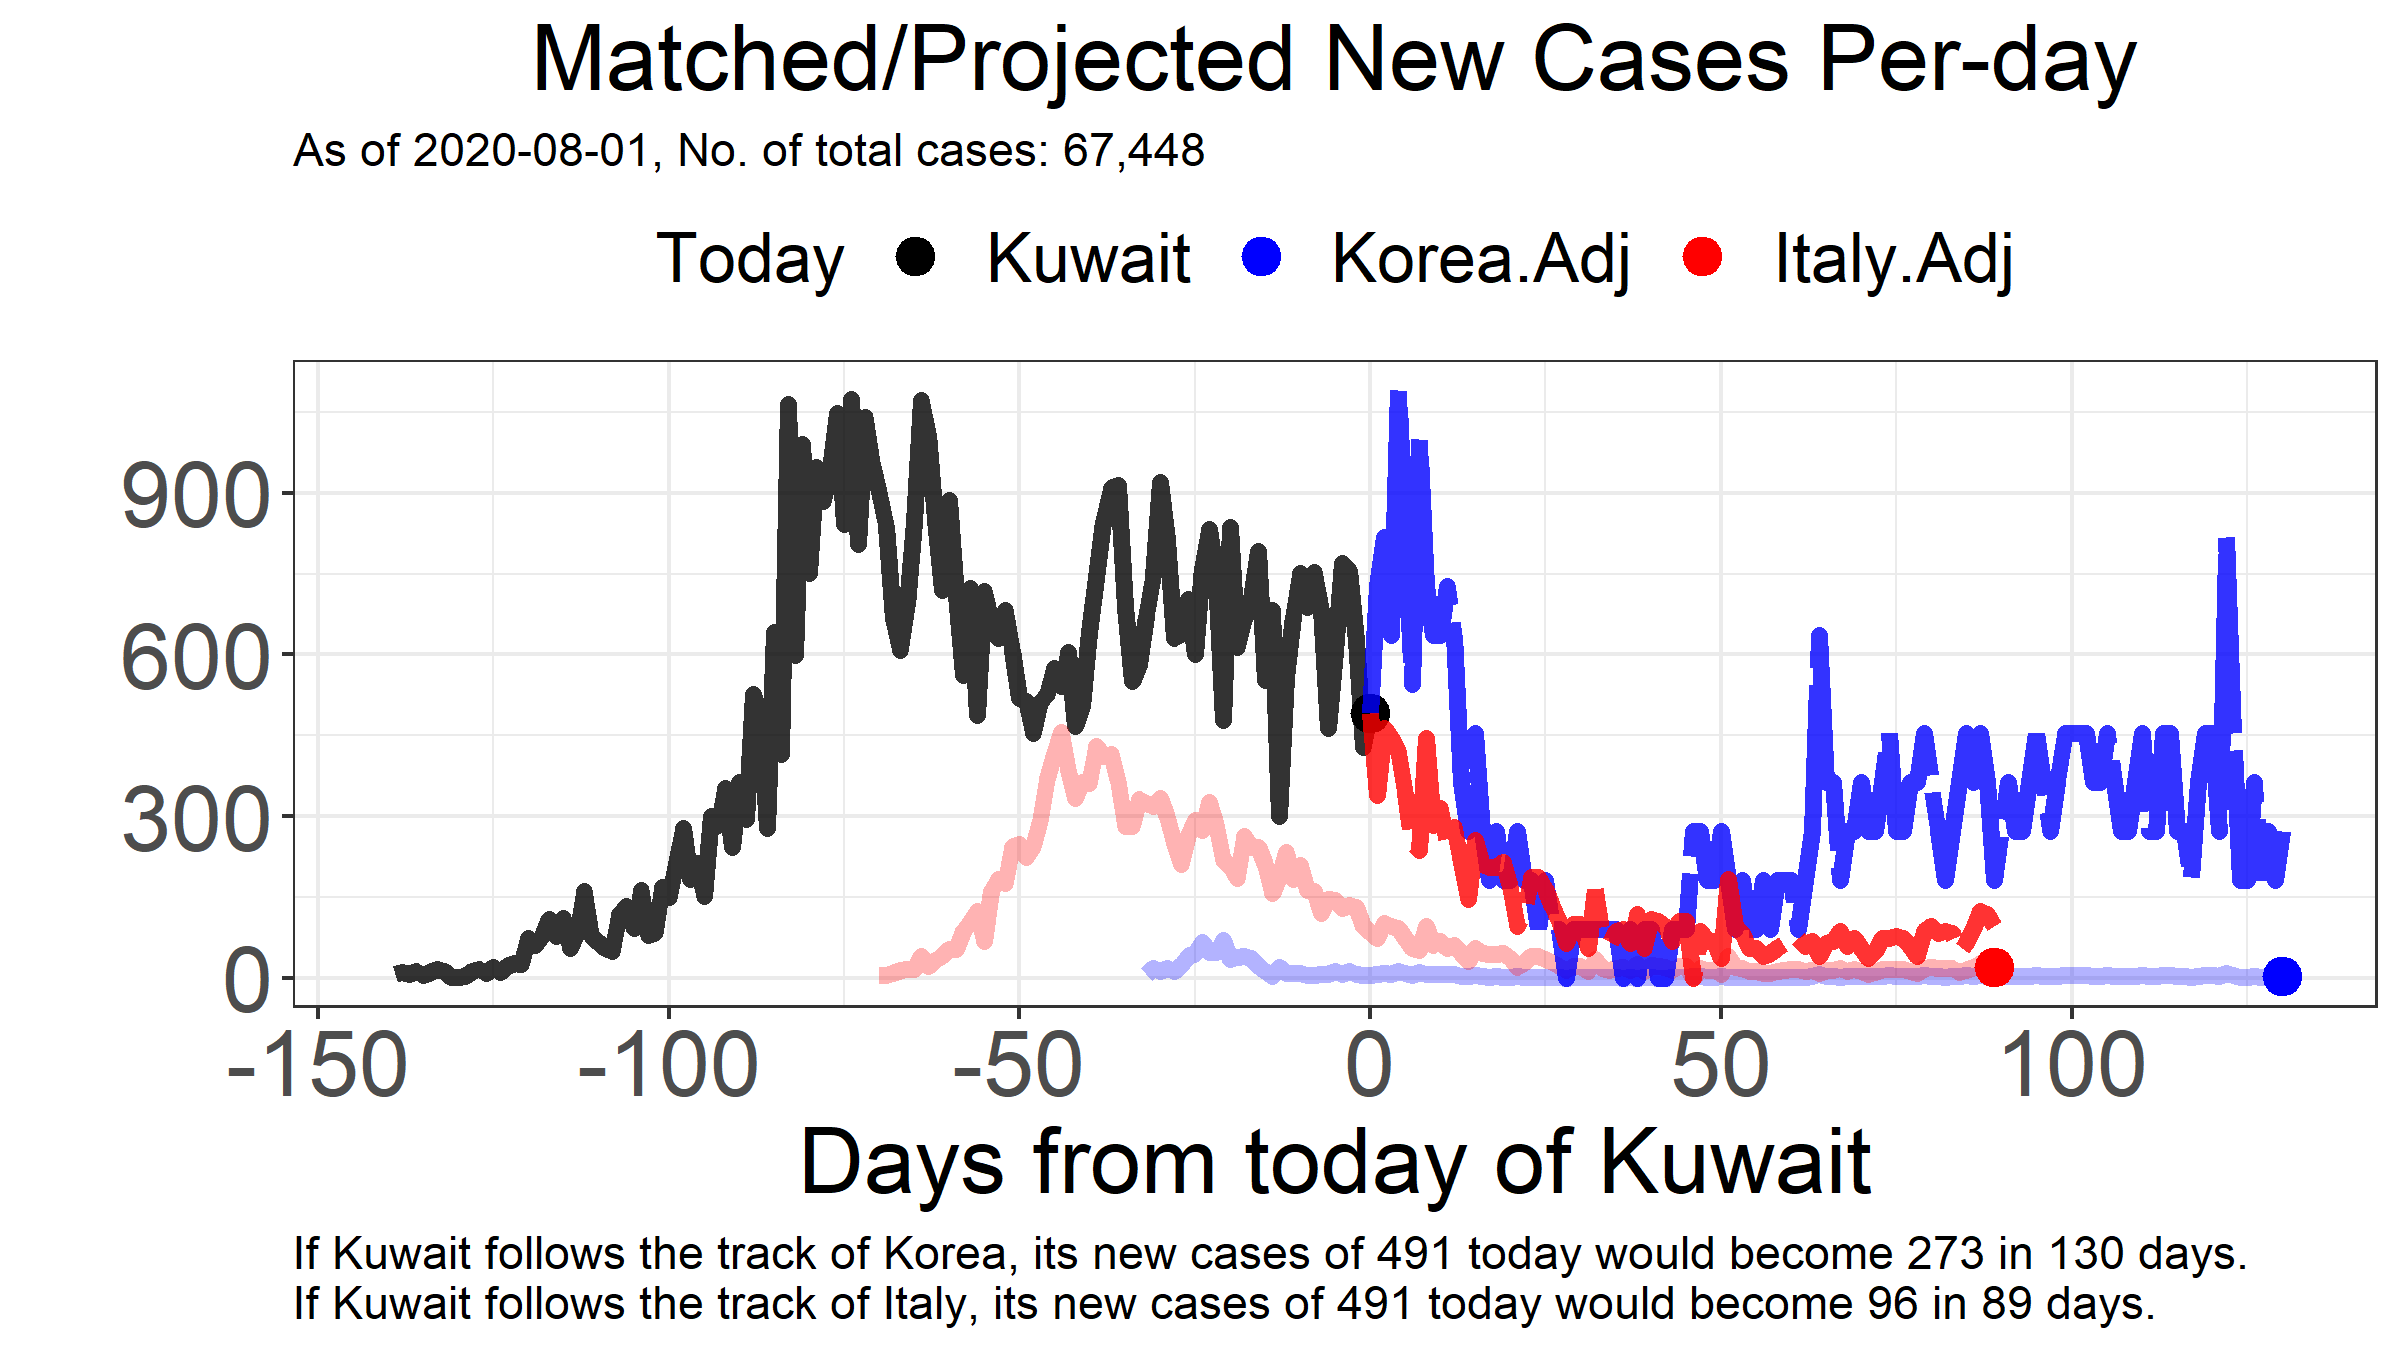 Matched/Projected New Cases Per-day
As of 2020-08-01, No. of total cases: 67,448
Today Kuwait Korea.Adj Italy.Adj
900
600
300
0
-150 -100 -50 0 50 100
Days from today of Kuwait
If Kuwait follows the track of Korea, its new cases of 491 today would become 273 in 130 days.
If Kuwait follows the track of Italy, its new cases of 491 today would become 96 in 89 days.